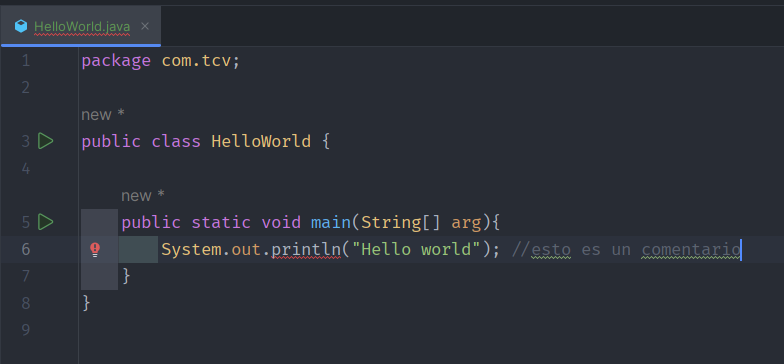 HelloWorld.java ×
1 package com.tcv;
2
new *
3 public class HelloWorld {
4
new *
5 public static void main(String[] arg){
6 System.out.println("Hello world"); //esto es un comentario
7 }
8 }
9